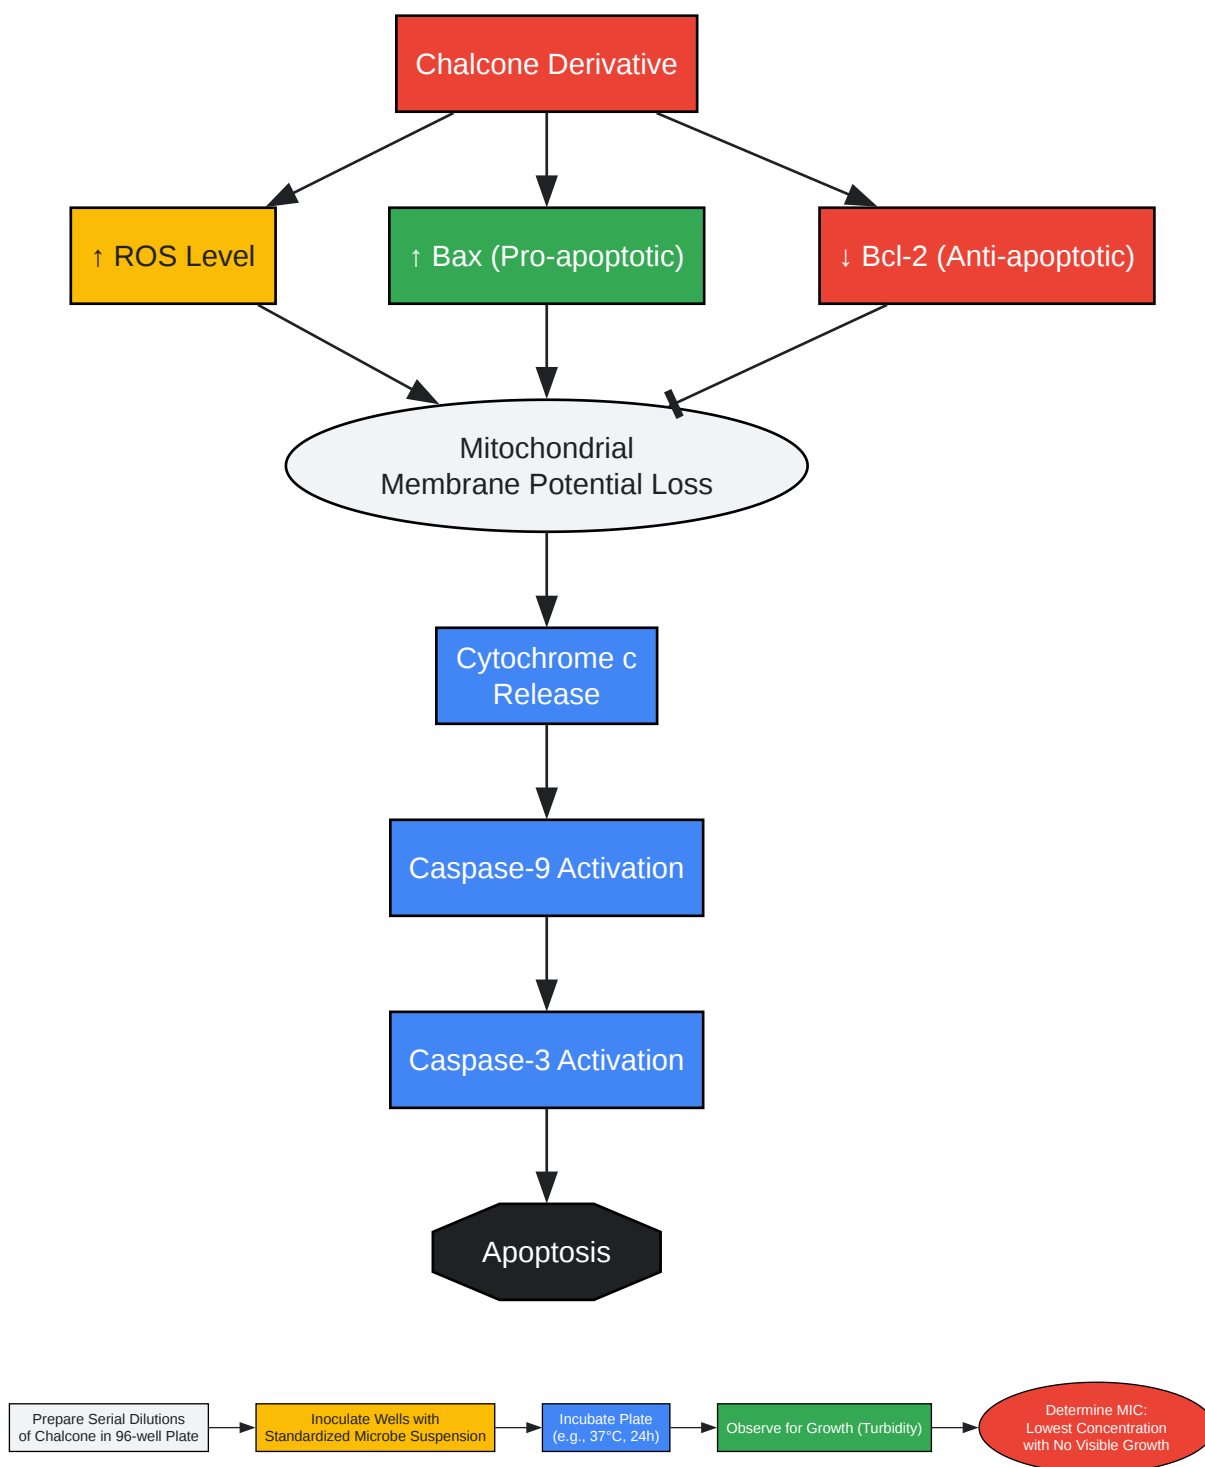 Chalcone Derivative
↑ ROS Level
↑ Bax (Pro-apoptotic)
↓ Bcl-2 (Anti-apoptotic)
Mitochondrial
Membrane Potential Loss
Cytochrome c
Release
Caspase-9 Activation
Caspase-3 Activation
Apoptosis
Prepare Serial Dilutions
of Chalcone in 96-well Plate
Inoculate Wells with
Standardized Microbe Suspension
Incubate Plate
(e.g., 37°C, 24h)
Observe for Growth (Turbidity)
Determine MIC:
Lowest Concentration
with No Visible Growth